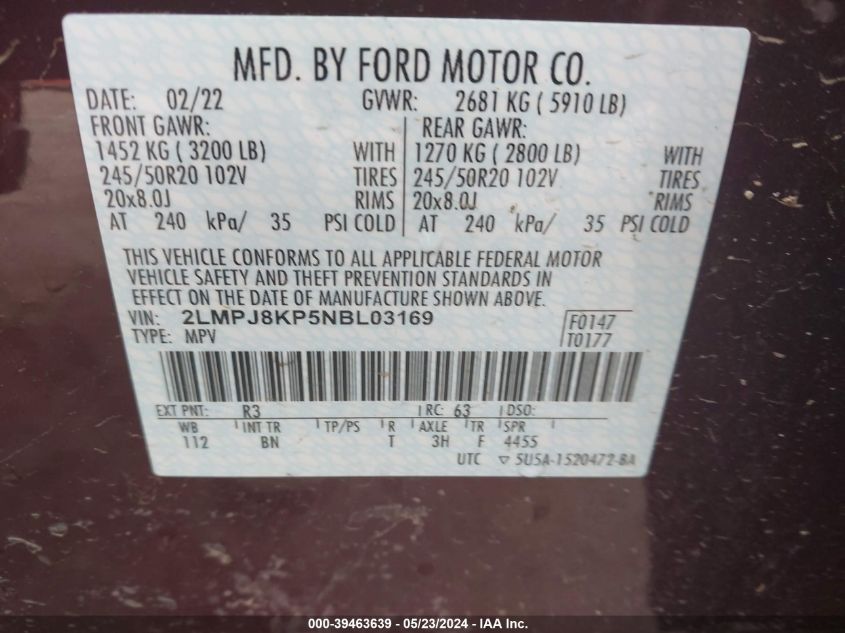 MFD. BY FORD MOTOR CO.
DATE: 02/22 GVWR: 2681 KG ( 5910 LB)
FRONT GAWR: REAR GAWR:
1452 KG ( 3200 LB) WITH 1270 KG ( 2800 LB) WITH
245/50R20 102V TIRES 245/50R20 102V TIRES
20x8.0J RIMS 20x8.0J RIMS
AT 240 kPa/ 35 PSI COLD AT 240 kPa/ 35 PSI COLD
THIS VEHICLE CONFORMS TO ALL APPLICABLE FEDERAL MOTOR
VEHICLE SAFETY AND THEFT PREVENTION STANDARDS IN
EFFECT ON THE DATE OF MANUFACTURE SHOWN ABOVE.
VIN: 2LMPJ8KP5NBL03169 F0147
TYPE: MPV T0177
EXT PNT: R3 RC: 63 DSO:
WB INT TR TP/PS R AXLE TR SPR
112 BN T 3H F 4455
UTC ▽ 5U5A-1520472-BA
000-39463639 - 05/23/2024 - IAA Inc.